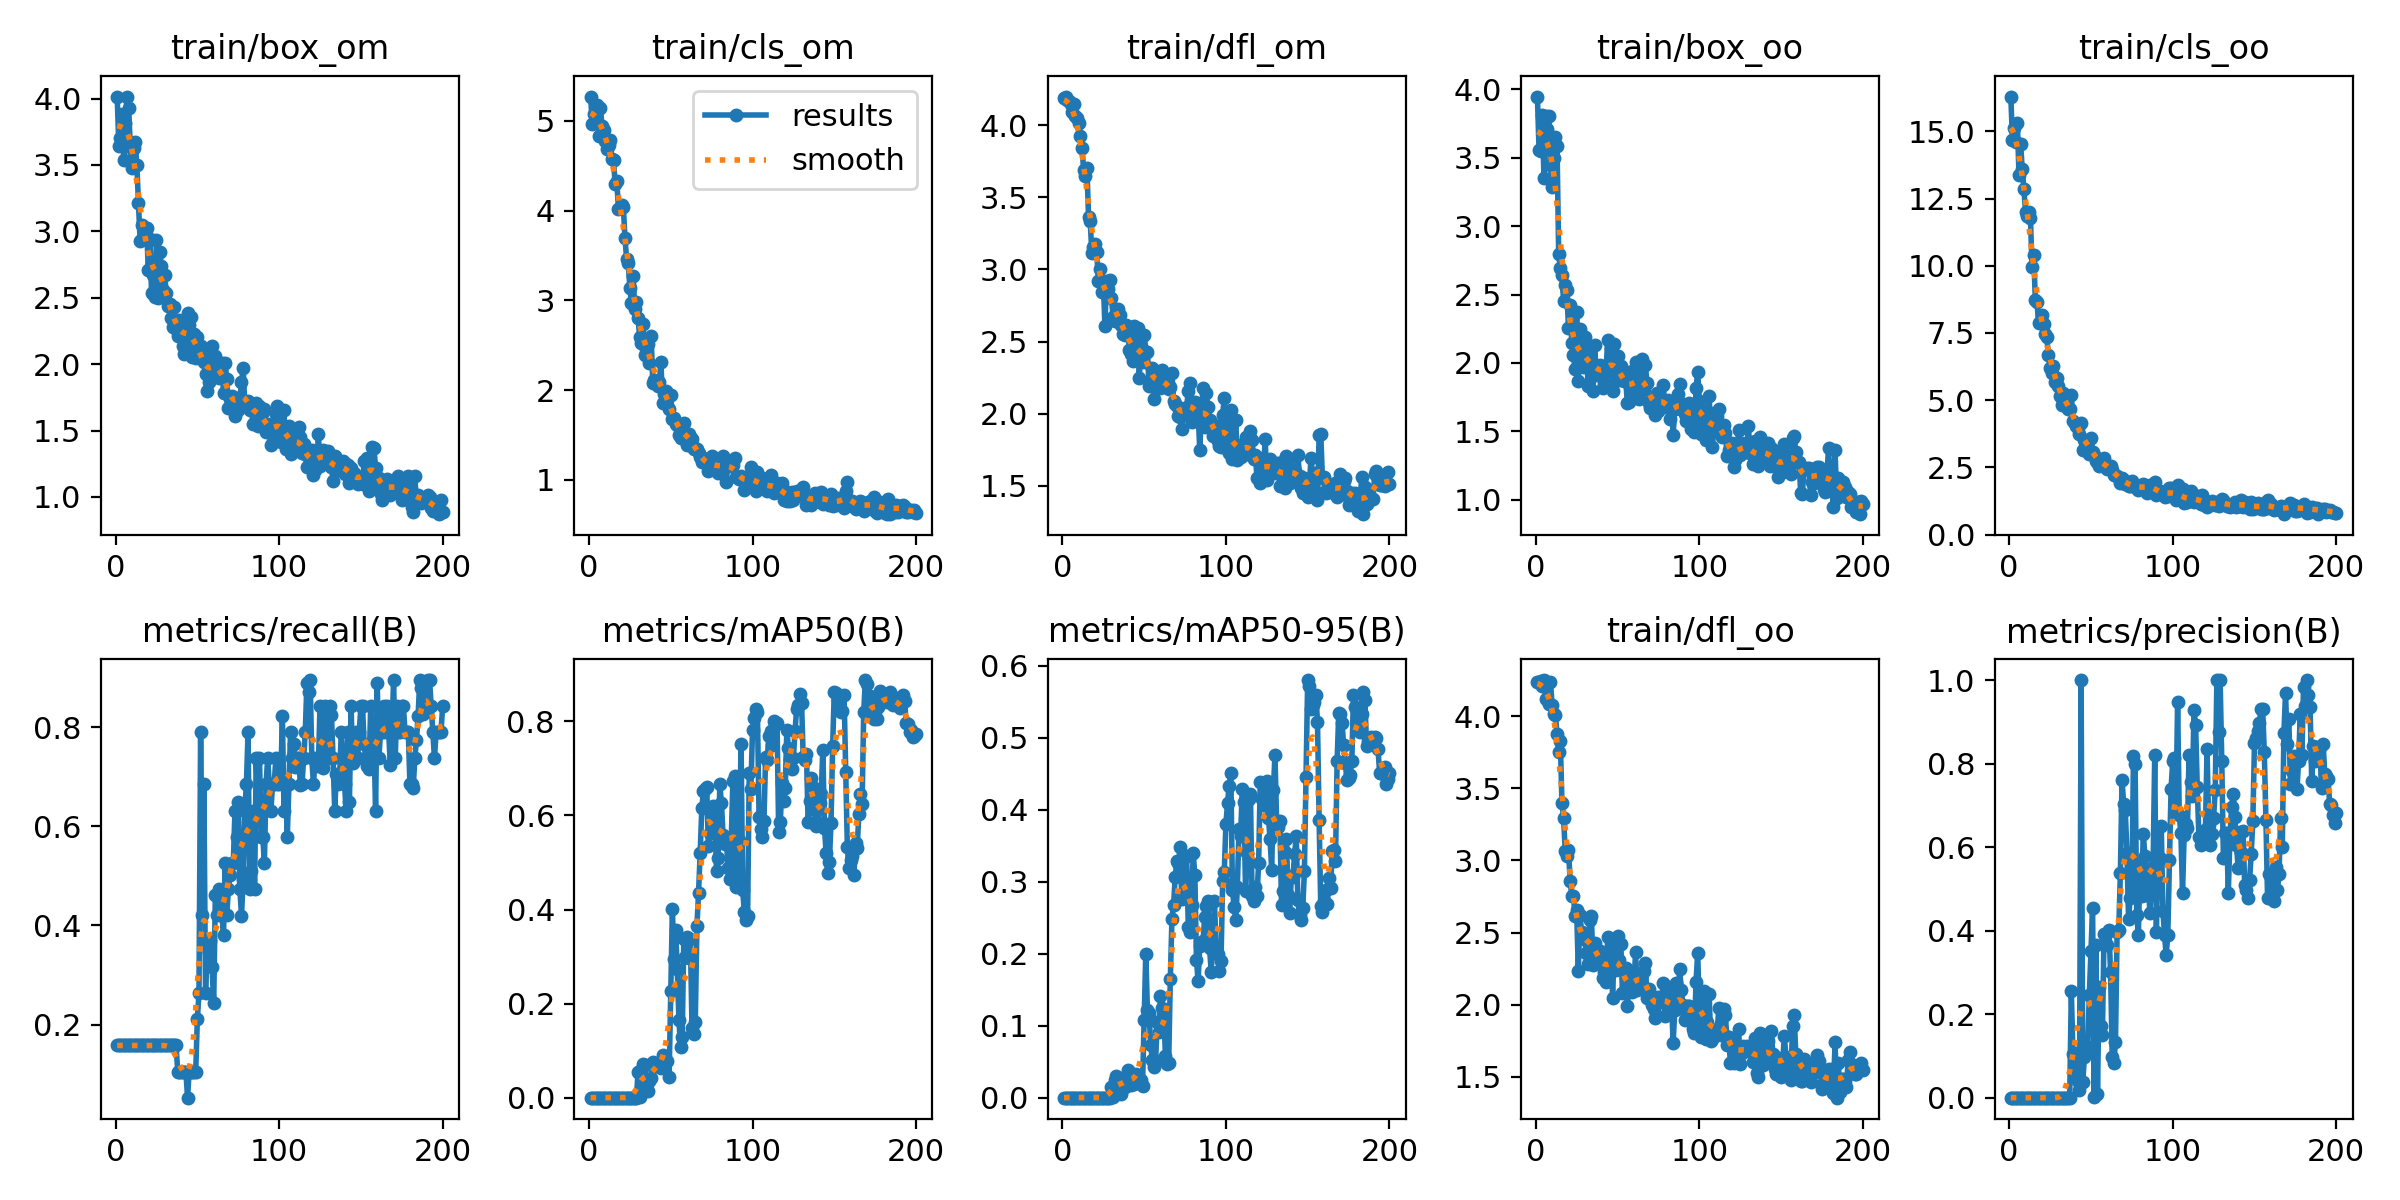 train/box_om
4.0
3.5
3.0
2.5
2.0
1.5
1.0
0 100 200
train/cls_om
results
smooth
5
4
3
2
1
0 100 200
train/dfl_om
4.0
3.5
3.0
2.5
2.0
1.5
0 100 200
train/box_oo
4.0
3.5
3.0
2.5
2.0
1.5
1.0
0 100 200
train/cls_oo
15.0
12.5
10.0
7.5
5.0
2.5
0.0
0 100 200
metrics/recall(B)
0.8
0.6
0.4
0.2
0 100 200
metrics/mAP50(B)
0.8
0.6
0.4
0.2
0.0
0 100 200
metrics/mAP50-95(B)
0.6
0.5
0.4
0.3
0.2
0.1
0.0
0 100 200
train/dfl_oo
4.0
3.5
3.0
2.5
2.0
1.5
0 100 200
metrics/precision(B)
1.0
0.8
0.6
0.4
0.2
0.0
0 100 200